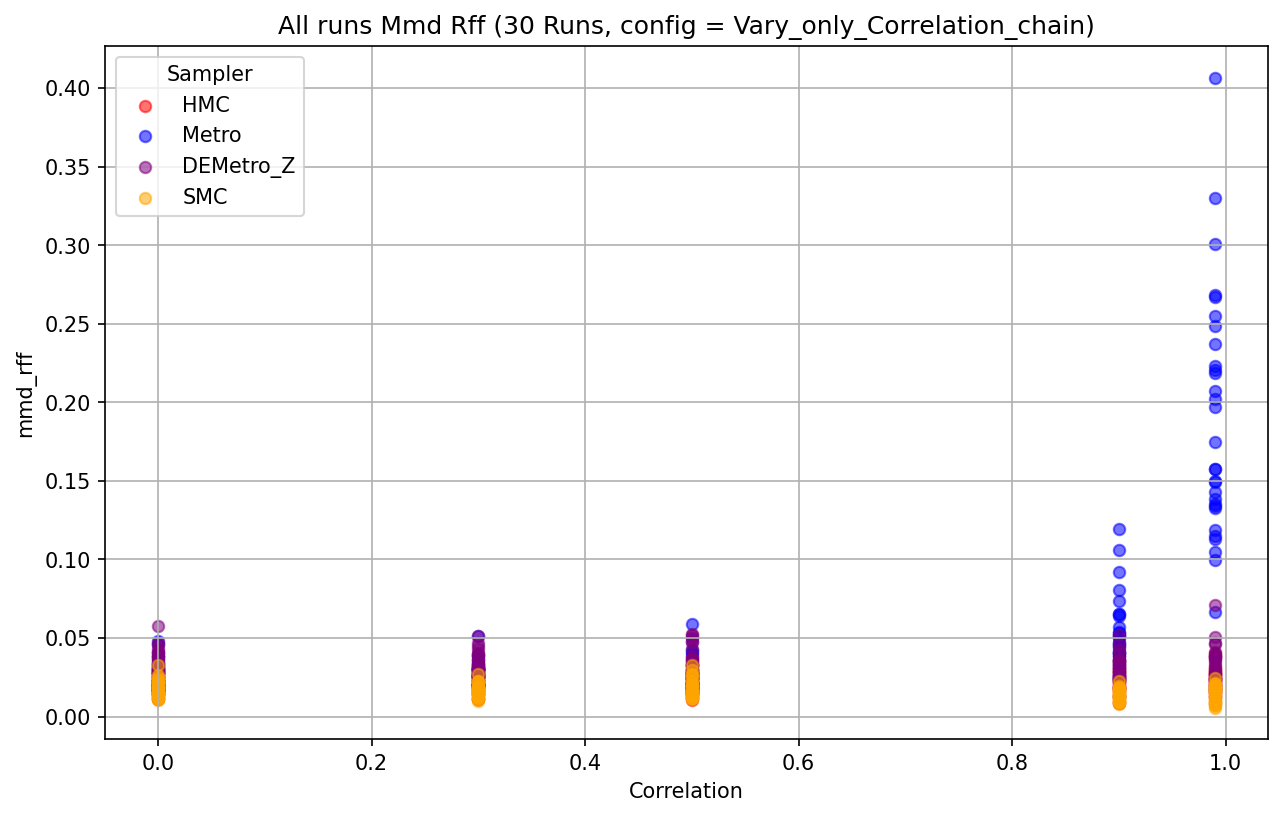 All runs Mmd Rff (30 Runs, config = Vary_only_Correlation_chain)
Sampler
HMC
Metro
DEMetro_Z
SMC
0.40
0.35
0.30
0.25
0.20
0.15
0.10
0.05
0.00
mmd_rff
0.0 0.2 0.4 0.6 0.8 1.0
Correlation